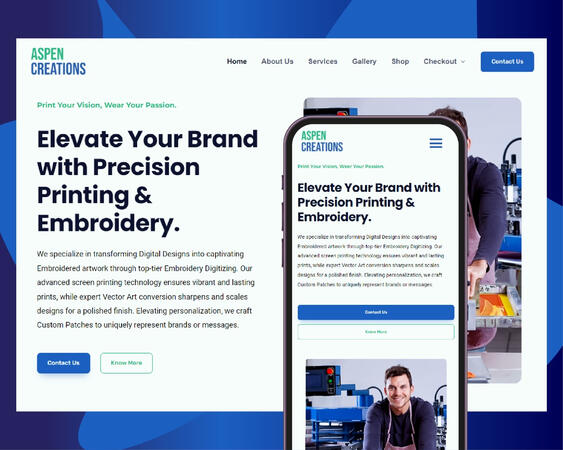 ASPEN
CREATIONS
Home About Us Services Gallery Shop Checkout Contact Us
Print Your Vision, Wear Your Passion.
Elevate Your Brand
with Precision
Printing &
Embroidery.
We specialize in transforming Digital Designs into captivating
Embroidered artwork through top-tier Embroidery Digitizing. Our
advanced screen printing technology ensures vibrant and lasting
prints, while expert Vector Art conversion sharpens and scales
designs for a polished finish. Elevating personalization, we craft
Custom Patches to uniquely represent brands or messages.
Contact Us Know More
ASPEN
CREATIONS
Print Your Vision, Wear Your Passion.
Elevate Your Brand with
Precision Printing &
Embroidery.
We specialize in transforming Digital Designs into captivating
Embroidered artwork through top-tier Embroidery Digitizing. Our
advanced screen printing technology ensures vibrant and lasting
prints, while expert Vector Art conversion sharpens and scales
designs for a polished finish. Elevating personalization, we craft
Custom Patches to uniquely represent brands or messages.
Contact Us
Know More